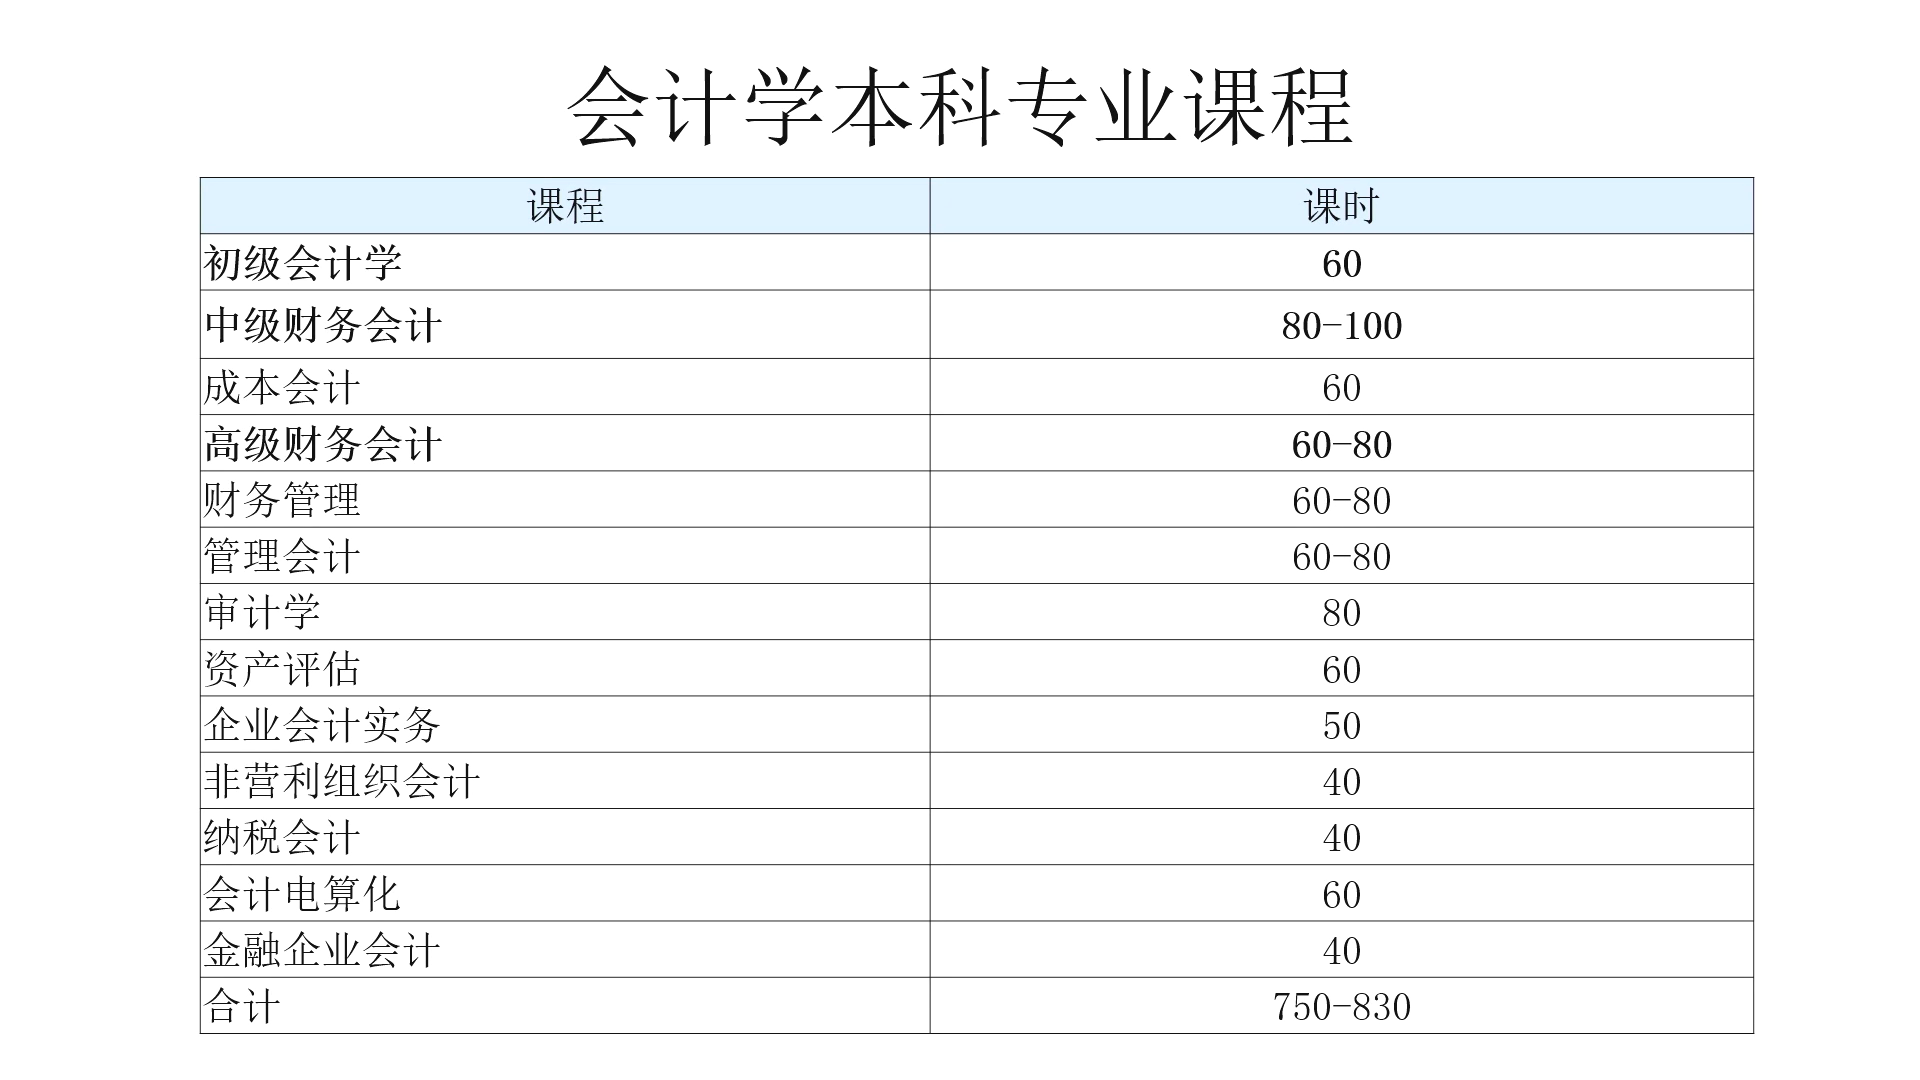 会计学本科专业课程
课程 课时
初级会计学 60
中级财务会计 80-100
成本会计 60
高级财务会计 60-80
财务管理 60-80
管理会计 60-80
审计学 80
资产评估 60
企业会计实务 50
非营利组织会计 40
纳税会计 40
会计电算化 60
金融企业会计 40
合计 750-830